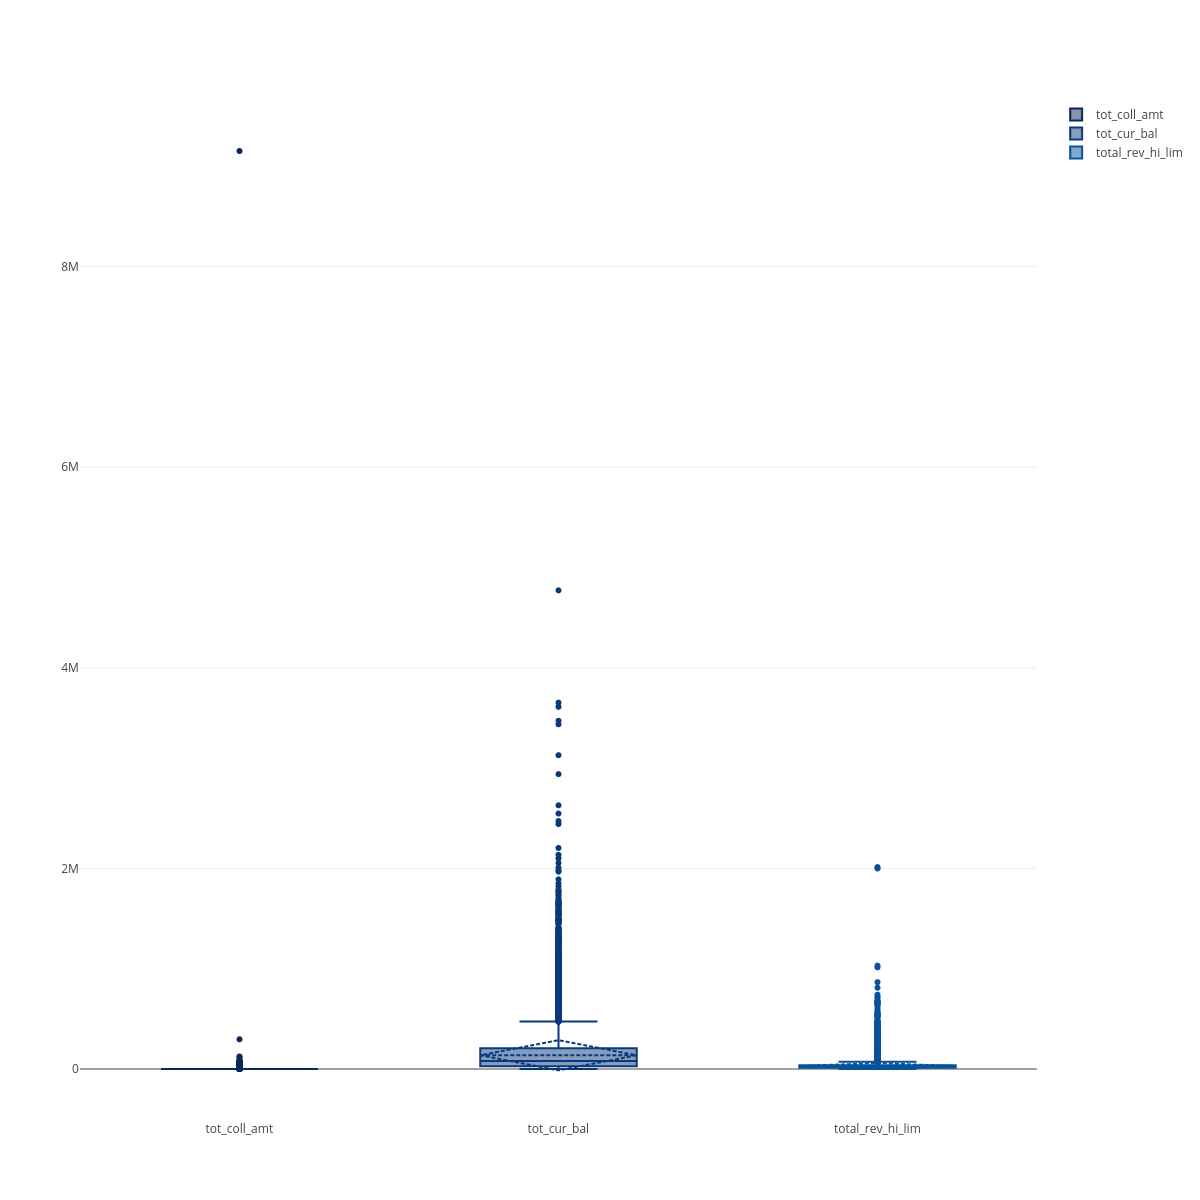 tot_coll_amt
tot_cur_bal
total_rev_hi_lim
8M
6M
4M
2M
0
tot_coll_amt
tot_cur_bal
total_rev_hi_lim